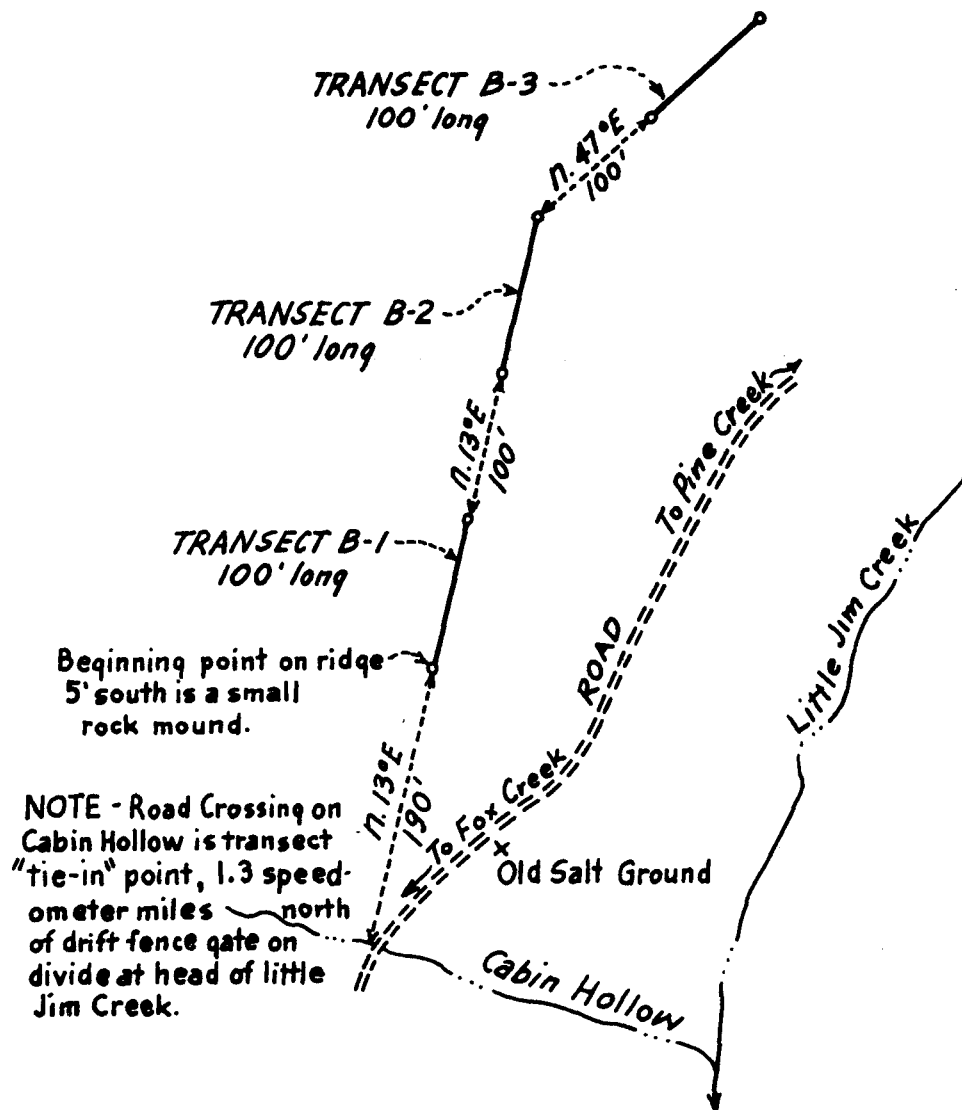 TRANSECT B-3
100' long
n. 47°E
100'
TRANSECT B-2
100' long
n. 13°E
100'
To Pine Creek
TRANSECT B-1
100' long
ROAD
Little Jim Creek
Beginning point on ridge
5' south is a small
rock mound.
n. 13°E
190'
To Fox Creek
NOTE - Road Crossing on
Cabin Hollow is transect
"tie-in" point, 1.3 speed-
ometer miles north
of drift fence gate on
divide at head of little
Jim Creek.
x
Old Salt Ground
Cabin Hollow